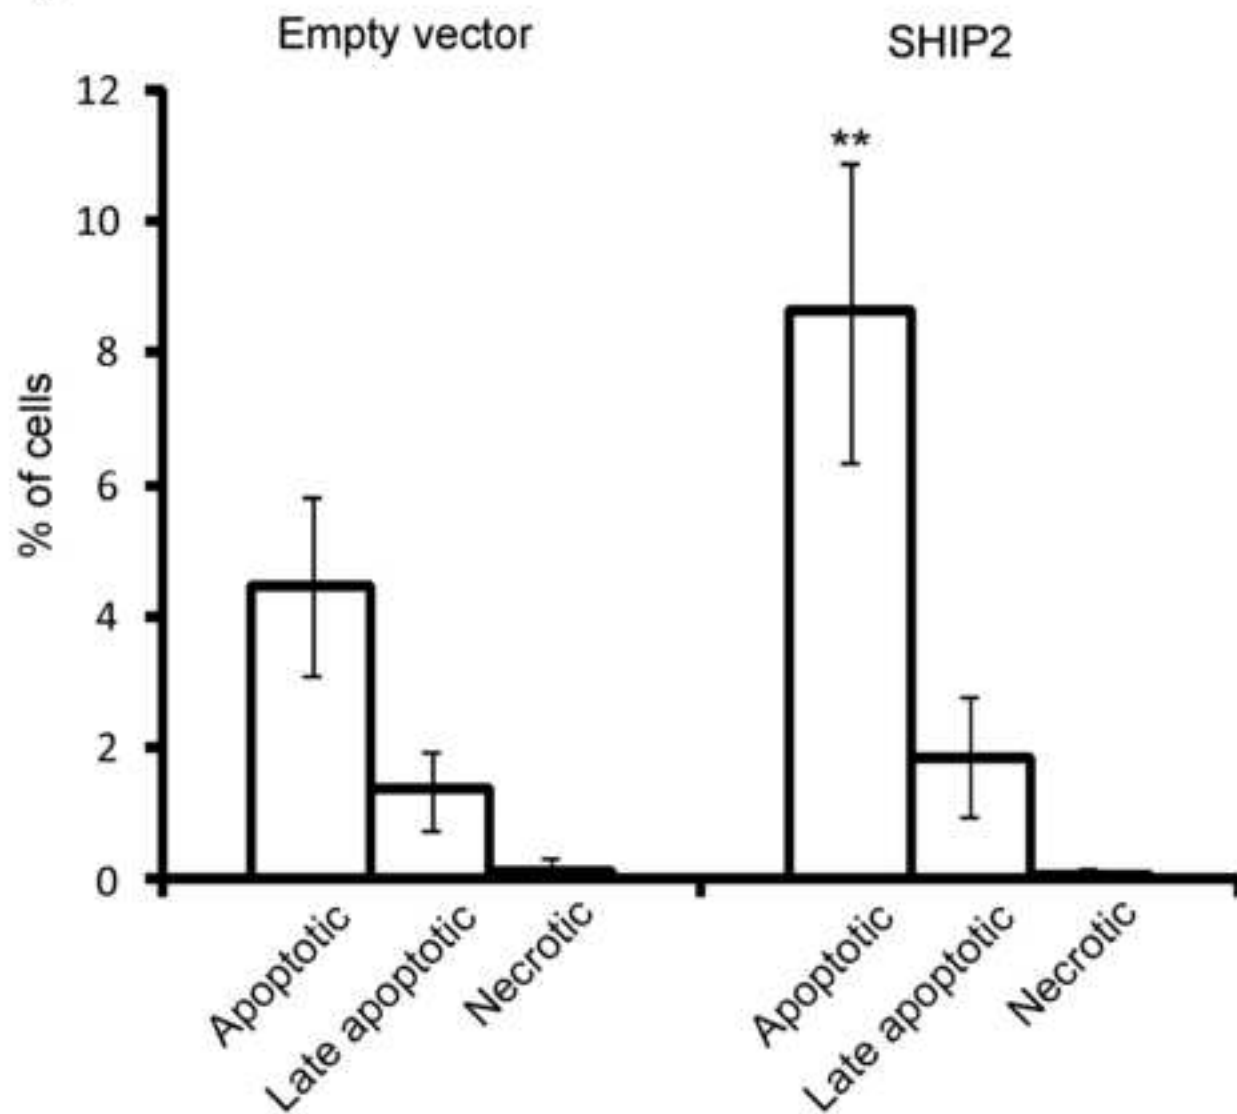 Empty vector
SHIP2
12
10
8
6
4
2
0
% of cells
**
Apoptotic
Late apoptotic
Necrotic
Apoptotic
Late apoptotic
Necrotic